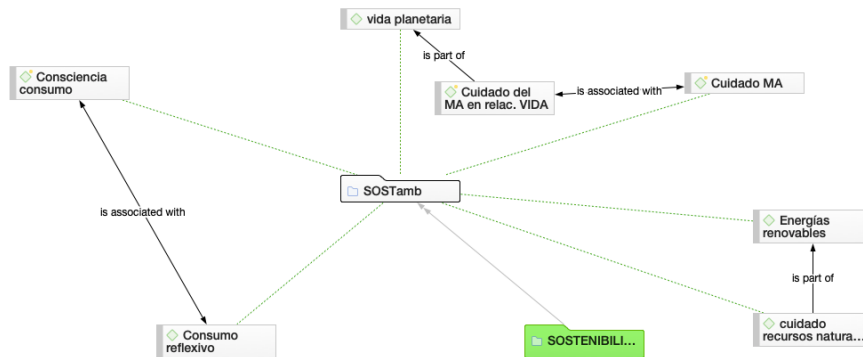 vida planetaria
is part of
Consciencia
consumo
Cuidado del
MA en relac. VIDA
is associated with
Cuidado MA
SOSTamb
is associated with
Energías
renovables
is part of
Consumo
reflexivo
SOSTENIBILI...
cuidado
recursos natura...